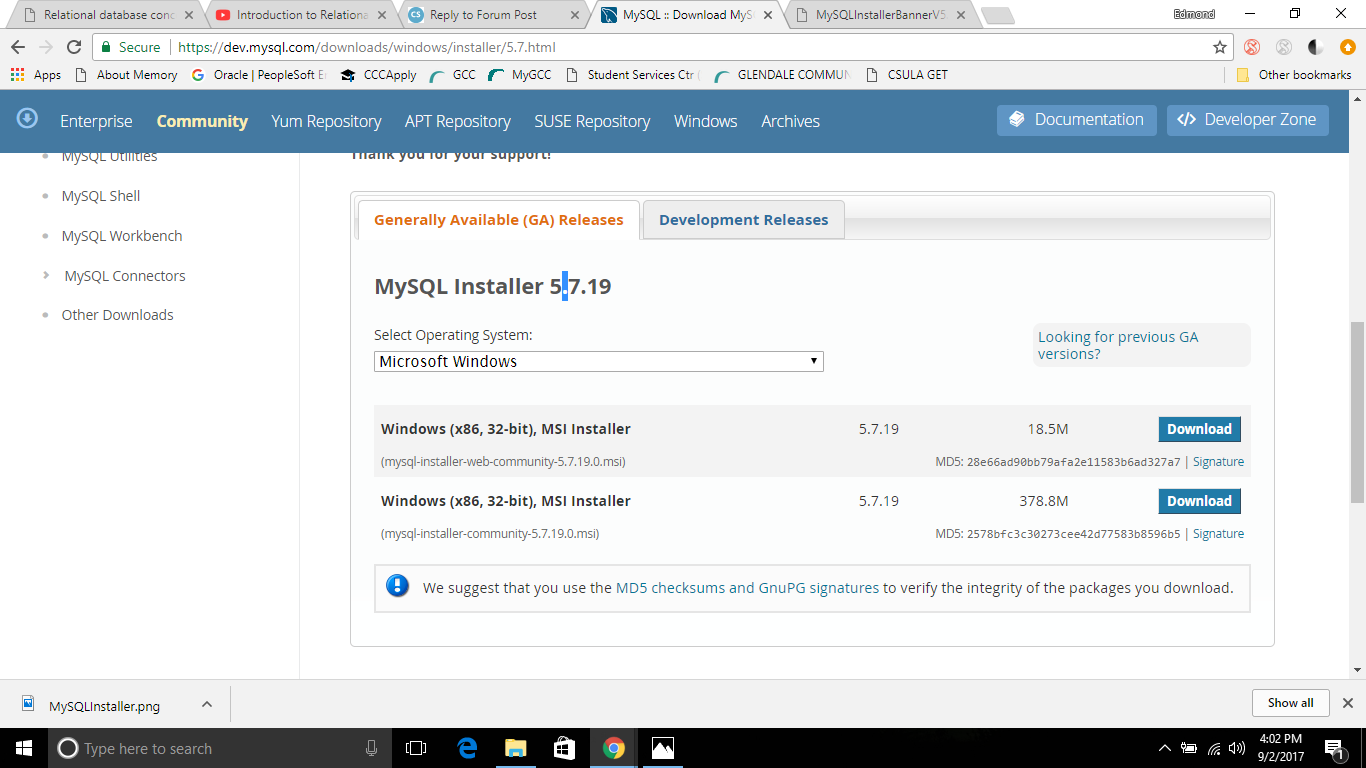 Relational database conc
Introduction to Relationa
Reply to Forum Post
MySQL :: Download MyS
MySQLInstallerBannerV5.
Edmond
Secure
https://dev.mysql.com/downloads/windows/installer/5.7.html
Apps
About Memory
Oracle | PeopleSoft E
CCCApply
GCC
MyGCC
Student Services Ctr (
GLENDALE COMMUN
CSULA GET
Other bookmarks
Enterprise
Community
Yum Repository
APT Repository
SUSE Repository
Windows
Archives
Documentation
Developer Zone
MySQL Utilities
MySQL Shell
MySQL Workbench
MySQL Connectors
Other Downloads
Thank you for your support!
Generally Available (GA) Releases
Development Releases
MySQL Installer 5.7.19
Select Operating System:
Microsoft Windows
Looking for previous GA
versions?
Windows (x86, 32-bit), MSI Installer 5.7.19 18.5M Download
(mysql-installer-web-community-5.7.19.0.msi) MD5: 28e66ad90bb79afa2e11583b6ad327a7 | Signature
Windows (x86, 32-bit), MSI Installer 5.7.19 378.8M Download
(mysql-installer-community-5.7.19.0.msi) MD5: 2578bfc3c30273cee42d77583b8596b5 | Signature
We suggest that you use the MD5 checksums and GnuPG signatures to verify the integrity of the packages you download.
MySQLInstaller.png
Show all
Type here to search
4:02 PM
9/2/2017
1